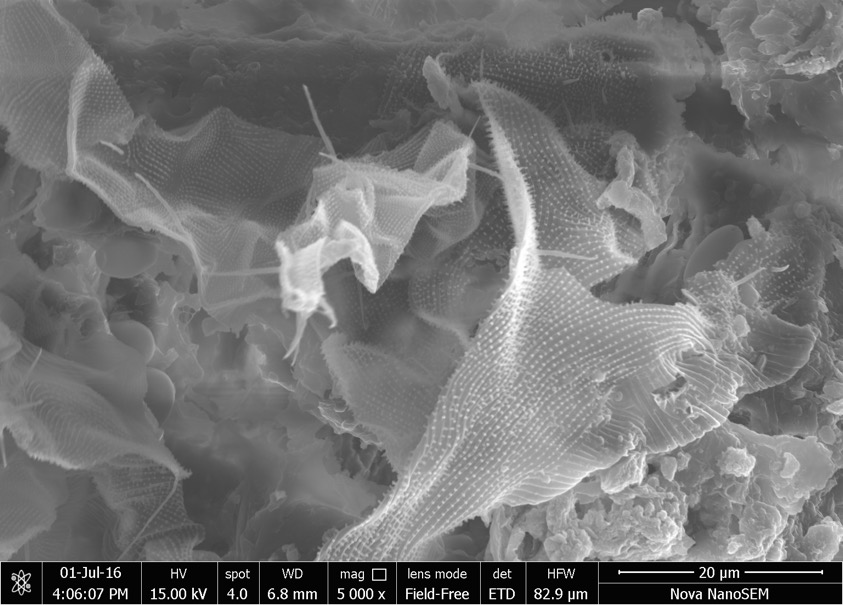 01-Jul-16 HV spot WD mag lens mode det HFW 20 µm
4:06:07 PM 15.00 kV 4.0 6.8 mm 5 000 x Field-Free ETD 82.9 µm Nova NanoSEM